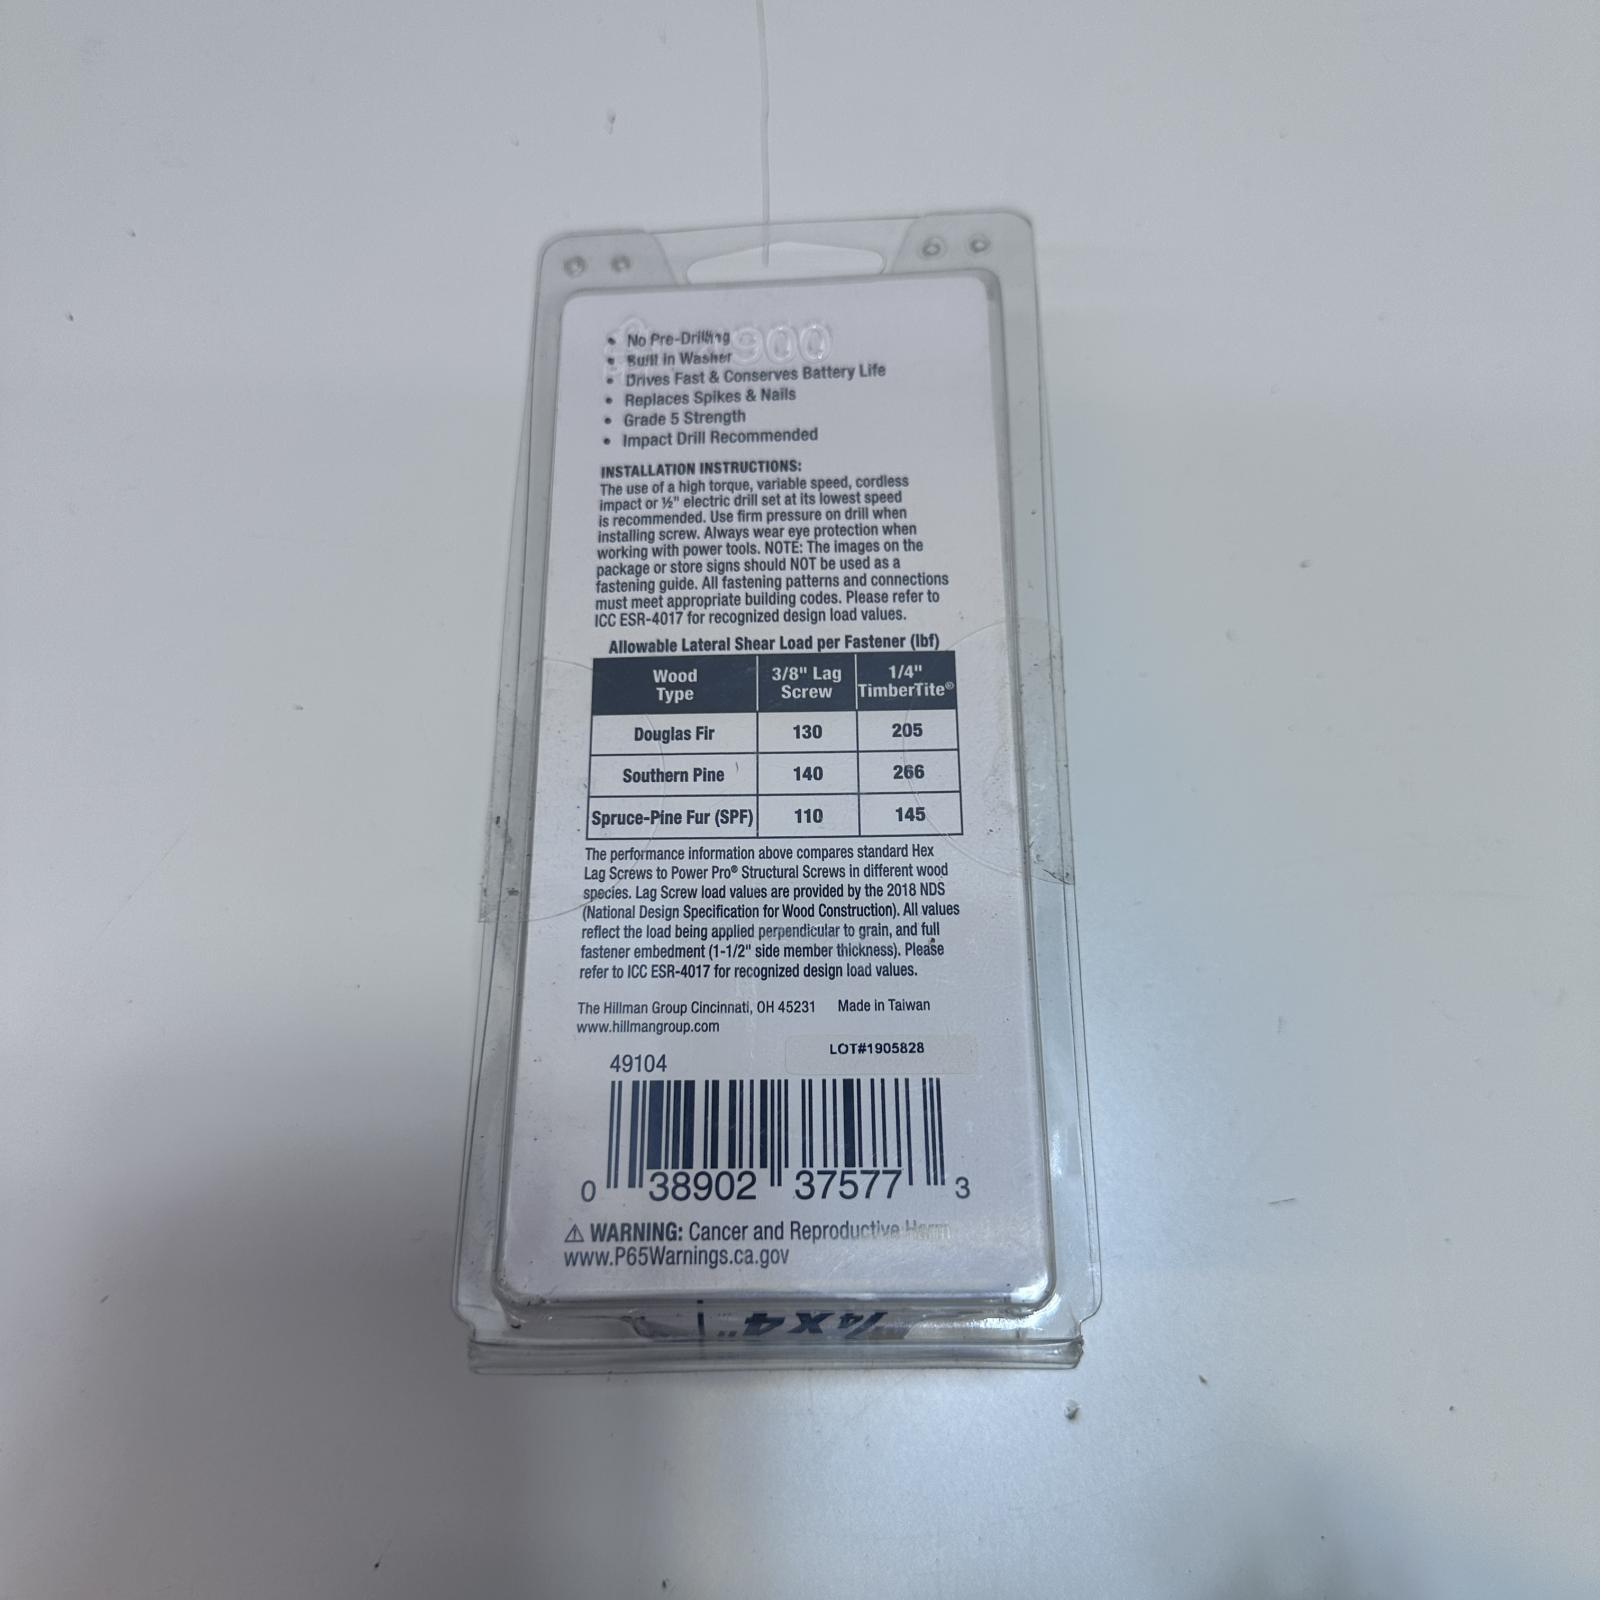 900
• No Pre-Drilling
• Built in Washer
• Drives Fast & Conserves Battery Life
• Replaces Spikes & Nails
• Grade 5 Strength
• Impact Drill Recommended
INSTALLATION INSTRUCTIONS:
The use of a high torque, variable speed, cordless
impact or ½" electric drill set at its lowest speed
is recommended. Use firm pressure on drill when
installing screw. Always wear eye protection when
working with power tools. NOTE: The images on the
package or store signs should NOT be used as a
fastening guide. All fastening patterns and connections
must meet appropriate building codes. Please refer to
ICC ESR-4017 for recognized design load values.
Allowable Lateral Shear Load per Fastener (lbf)
Wood Type 3/8" Lag Screw 1/4" TimberTite®
Douglas Fir 130 205
Southern Pine 140 266
Spruce-Pine Fur (SPF) 110 145
The performance information above compares standard Hex
Lag Screws to Power Pro® Structural Screws in different wood
species. Lag Screw load values are provided by the 2018 NDS
(National Design Specification for Wood Construction). All values
reflect the load being applied perpendicular to grain, and full
fastener embedment (1-1/2" side member thickness). Please
refer to ICC ESR-4017 for recognized design load values.
The Hillman Group Cincinnati, OH 45231 Made in Taiwan
www.hillmangroup.com
LOT#1905828
49104
0 38902 37577 3
⚠ WARNING: Cancer and Reproductive Harm
www.P65Warnings.ca.gov
1/4X4"